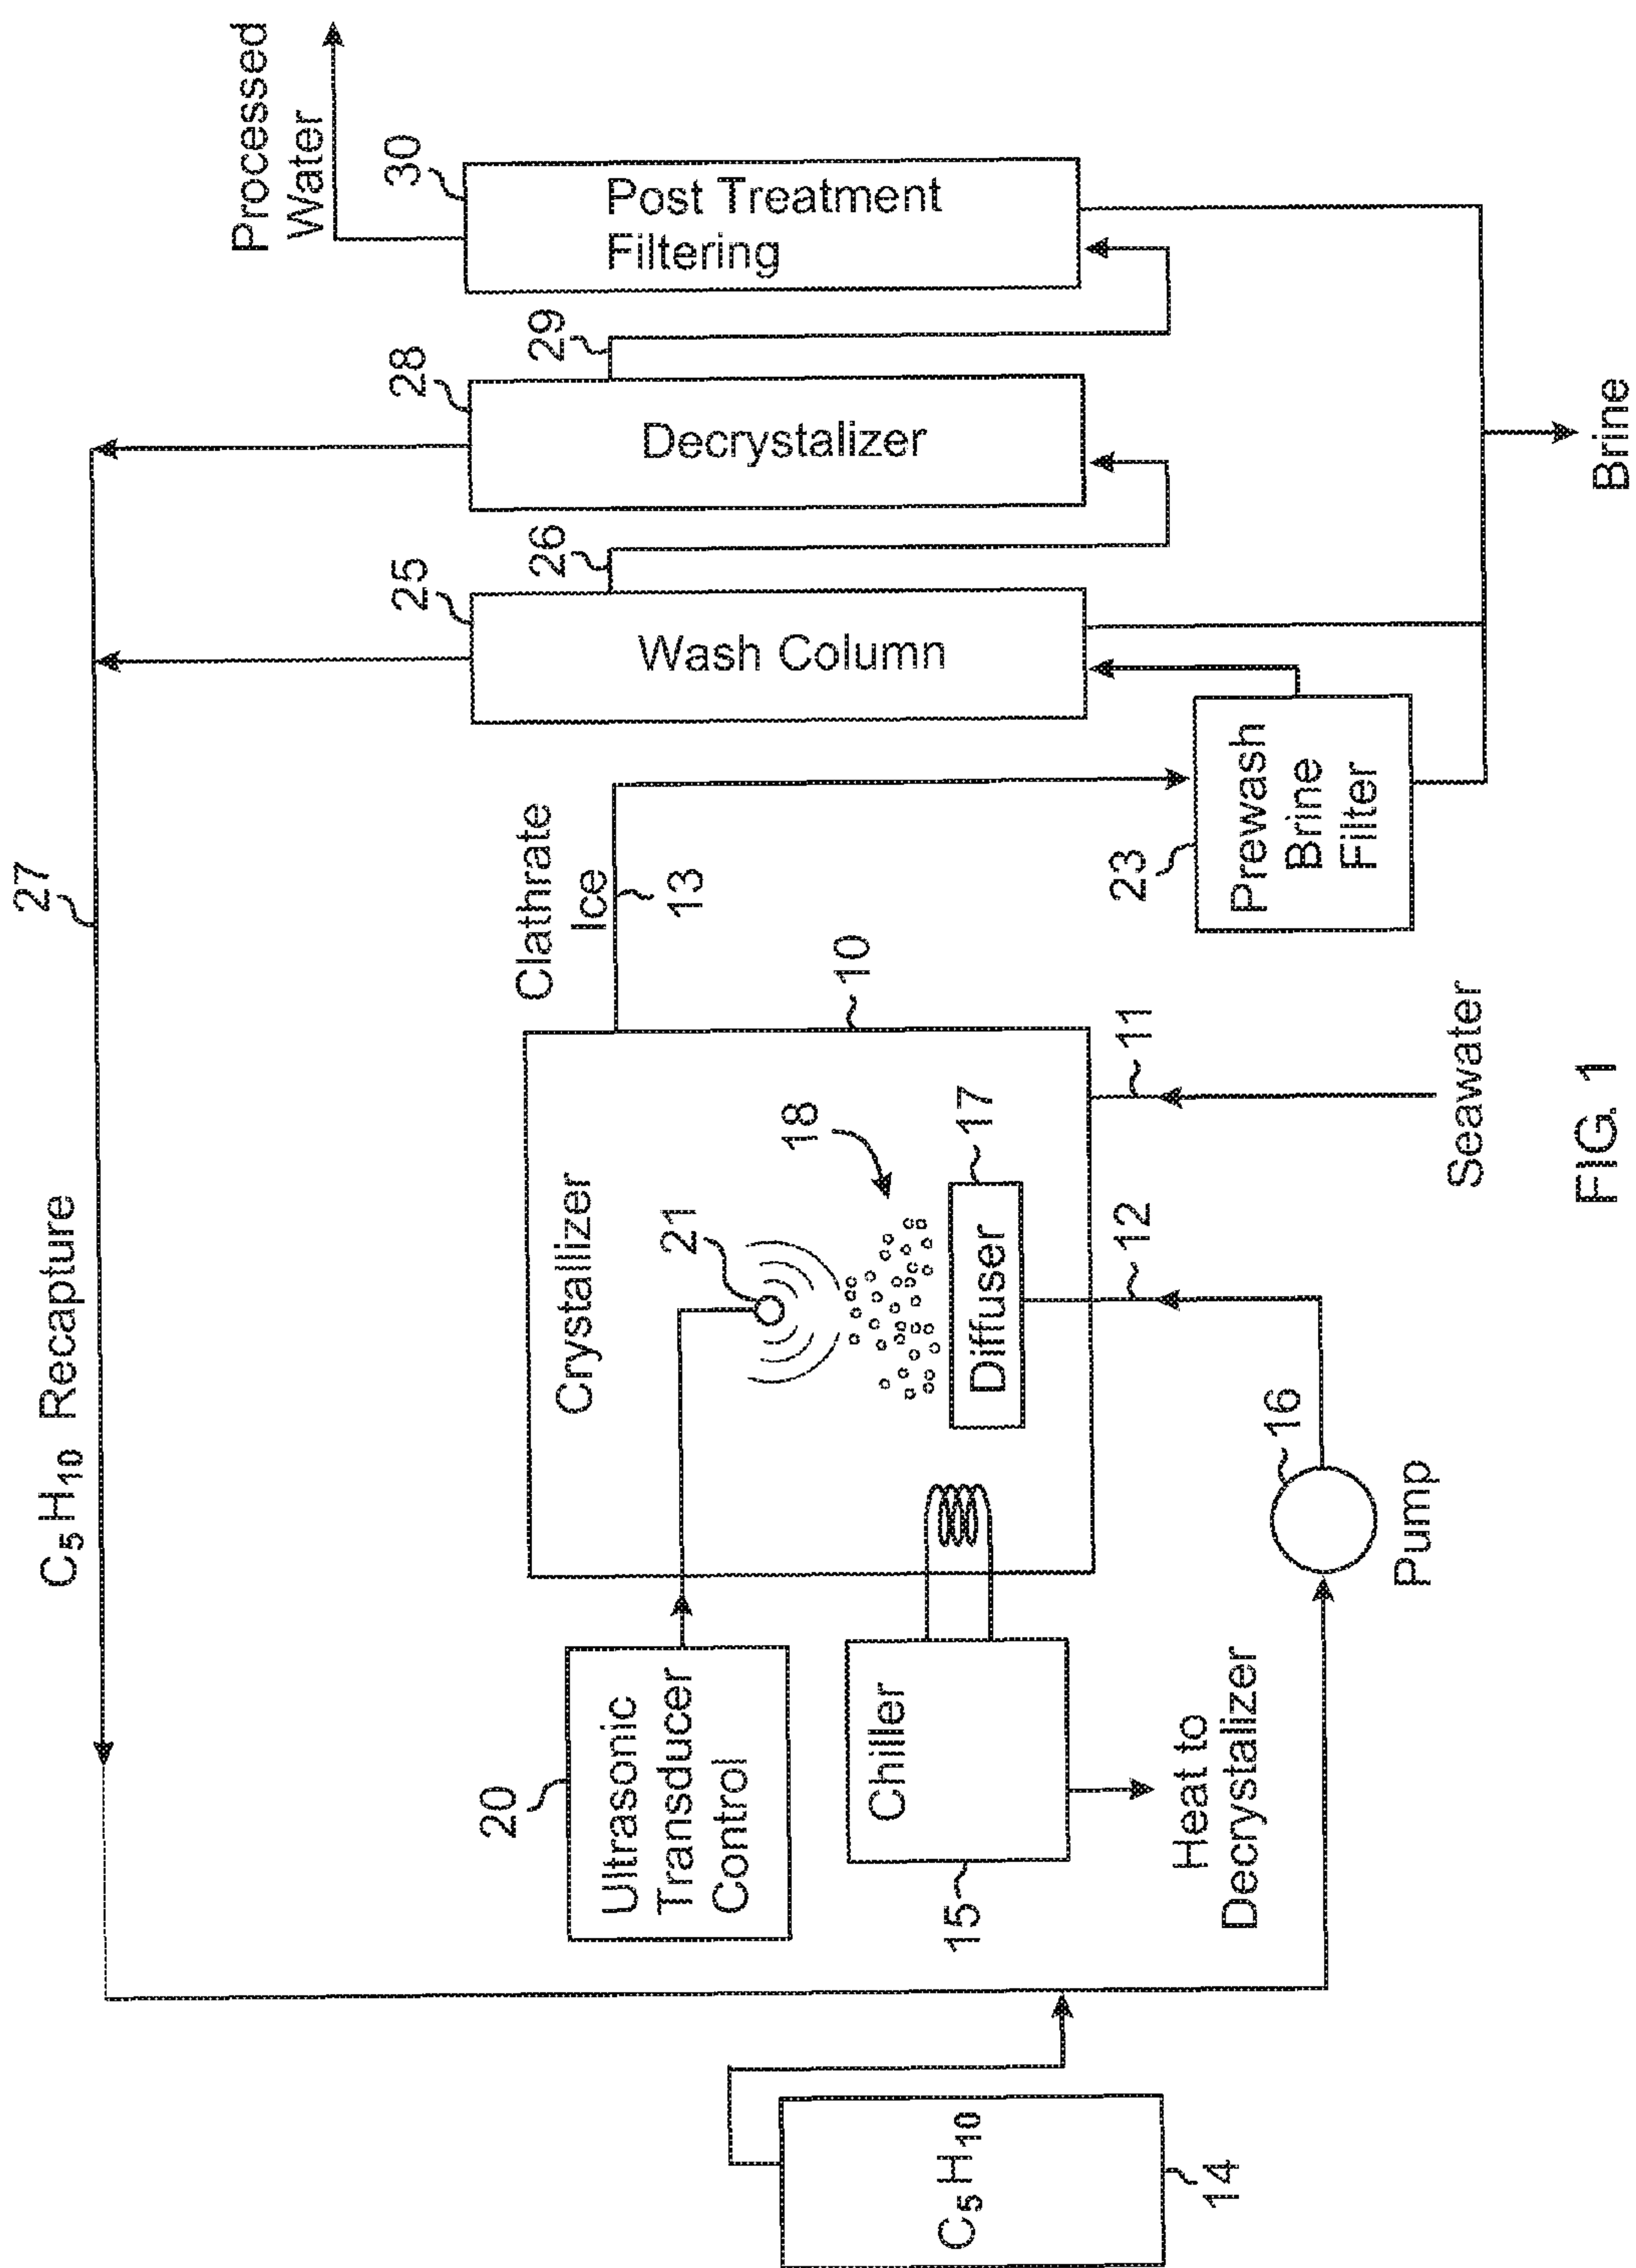 27
C₅H₁₀ Recapture
Processed
Water
30
Post Treatment
Filtering
29
28
Decrystalizer
26
25
Wash Column
Clathrate
Ice
13
23
Prewash
Brine
Filter
Brine
10
Crystallizer
21
18
17
Diffuser
11
Seawater
12
16
Pump
20
Ultrasonic
Transducer
Control
Chiller
15
Heat to
Decrystalizer
C₅H₁₀
14
FIG. 1